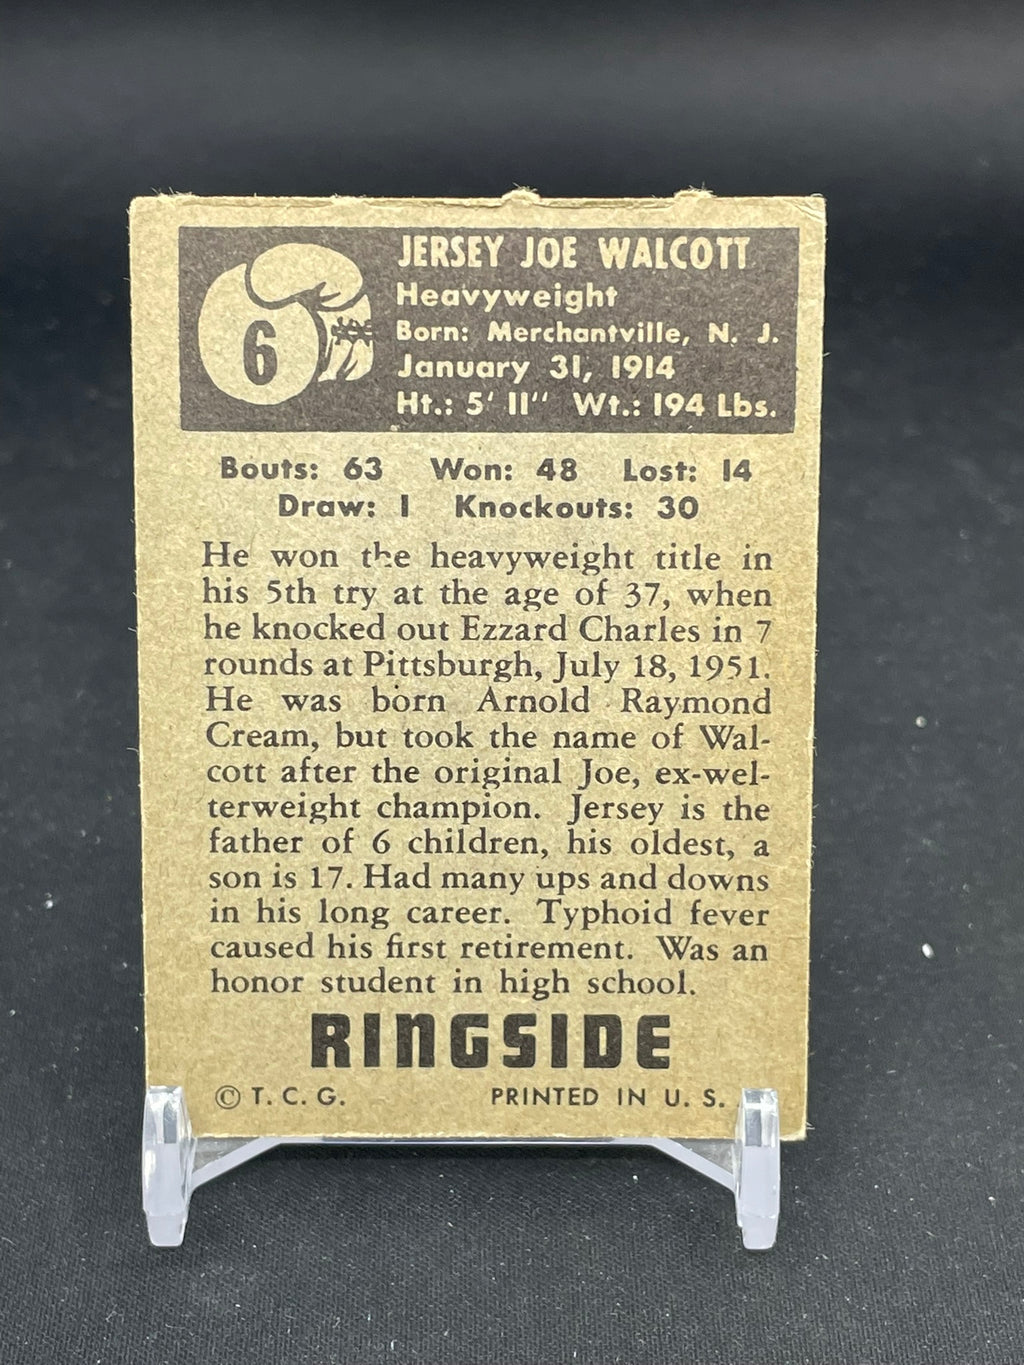 6
JERSEY JOE WALCOTT
Heavyweight
Born: Merchantville, N. J.
January 31, 1914
Ht.: 5' 11" Wt.: 194 Lbs.
Bouts: 63 Won: 48 Lost: 14
Draw: 1 Knockouts: 30
He won the heavyweight title in
his 5th try at the age of 37, when
he knocked out Ezzard Charles in 7
rounds at Pittsburgh, July 18, 1951.
He was born Arnold Raymond
Cream, but took the name of Wal-
cott after the original Joe, ex-wel-
terweight champion. Jersey is the
father of 6 children, his oldest, a
son is 17. Had many ups and downs
in his long career. Typhoid fever
caused his first retirement. Was an
honor student in high school.
RINGSIDE
© T. C. G. PRINTED IN U. S.